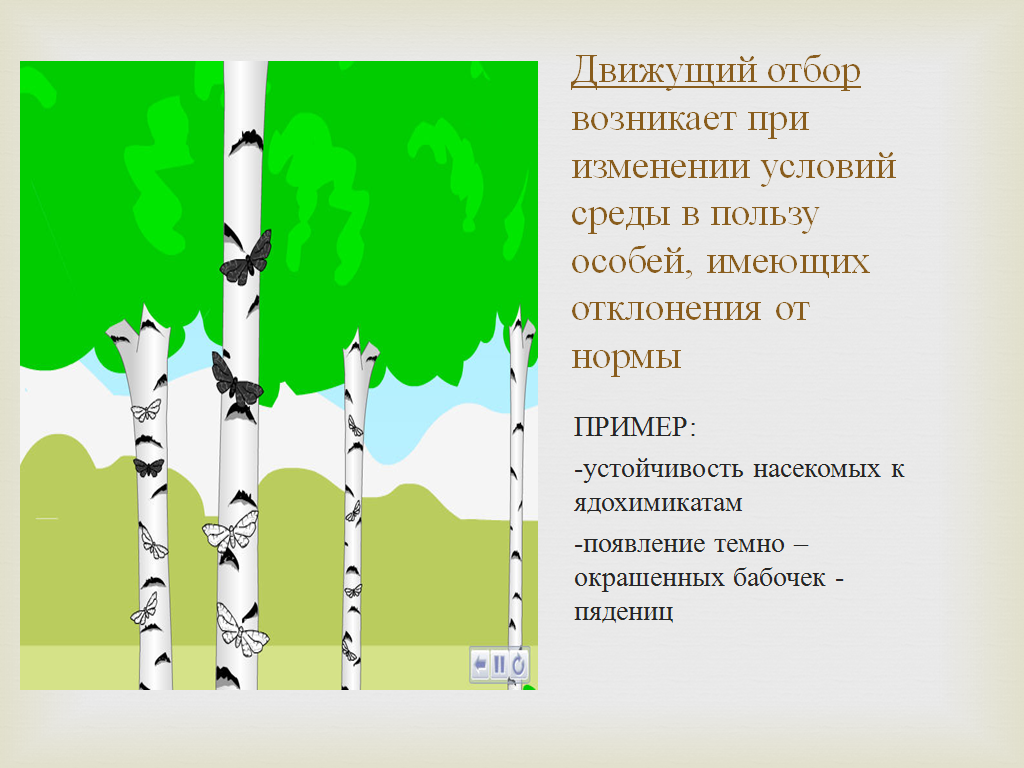 Движущий отбор
возникает при
изменении условий
среды в пользу
особей, имеющих
отклонения от
нормы
ПРИМЕР:
-устойчивость насекомых к
ядохимикатам
-появление темно –
окрашенных бабочек -
пядениц